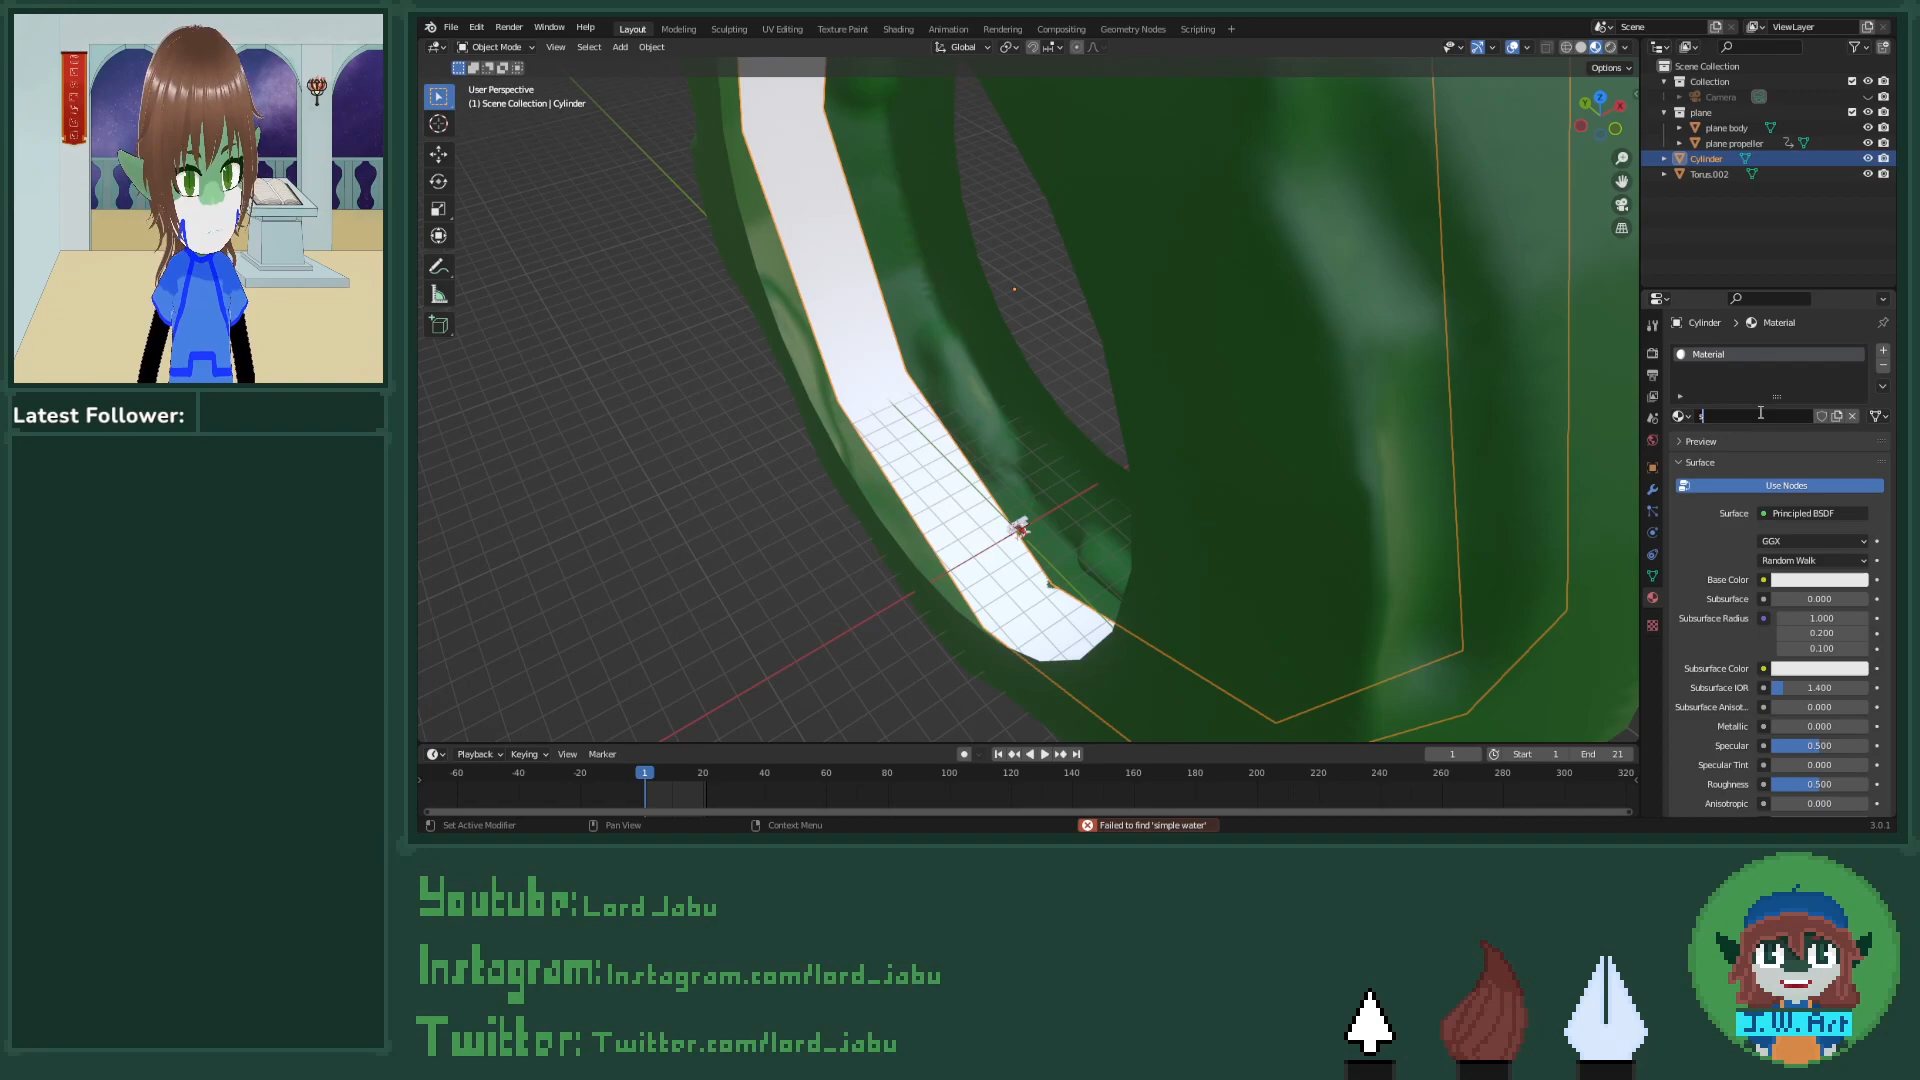 File Edit Render Window Help Layout Modeling Sculpting UV Editing Texture Paint Shading Animation Rendering Compositing Geometry Nodes Scripting + Scene ViewLayer
Object Mode View Select Add Object Global
Options
User Perspective
(1) Scene Collection | Cylinder
Scene Collection
Collection
Camera
plane
plane body
plane propeller
Cylinder
Torus.002
Cylinder > Material
Material
s
Preview
Surface
Use Nodes
Surface Principled BSDF
GGX
Random Walk
Base Color
Subsurface 0.000
Subsurface Radius 1.000
0.200
0.100
Subsurface Color
Subsurface IOR 1.400
Subsurface Anisot.. 0.000
Metallic 0.000
Specular 0.500
Specular Tint 0.000
Roughness 0.500
Anisotropic 0.000
Playback Keying View Marker 1 Start 1 End 21
-60 -40 -20 1 20 40 60 80 100 120 140 160 180 200 220 240 260 280 300 320
Set Active Modifier Pan View Context Menu Failed to find 'simple water' 3.0.1
Latest Follower:
Youtube: Lord Jabu
Instagram: Instagram.com/lord_jabu
Twitter: Twitter.com/lord_jabu
J.W. Art